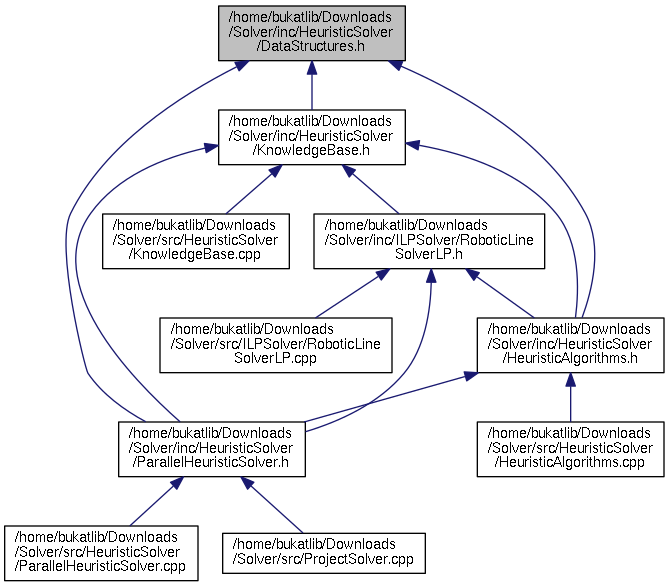 /home/bukatlib/Downloads
/Solver/inc/HeuristicSolver
/DataStructures.h
/home/bukatlib/Downloads
/Solver/inc/HeuristicSolver
/KnowledgeBase.h
/home/bukatlib/Downloads
/Solver/src/HeuristicSolver
/KnowledgeBase.cpp
/home/bukatlib/Downloads
/Solver/inc/ILPSolver/RoboticLine
SolverLP.h
/home/bukatlib/Downloads
/Solver/src/ILPSolver/RoboticLine
SolverLP.cpp
/home/bukatlib/Downloads
/Solver/inc/HeuristicSolver
/HeuristicAlgorithms.h
/home/bukatlib/Downloads
/Solver/inc/HeuristicSolver
/ParallelHeuristicSolver.h
/home/bukatlib/Downloads
/Solver/src/HeuristicSolver
/HeuristicAlgorithms.cpp
/home/bukatlib/Downloads
/Solver/src/HeuristicSolver
/ParallelHeuristicSolver.cpp
/home/bukatlib/Downloads
/Solver/src/ProjectSolver.cpp